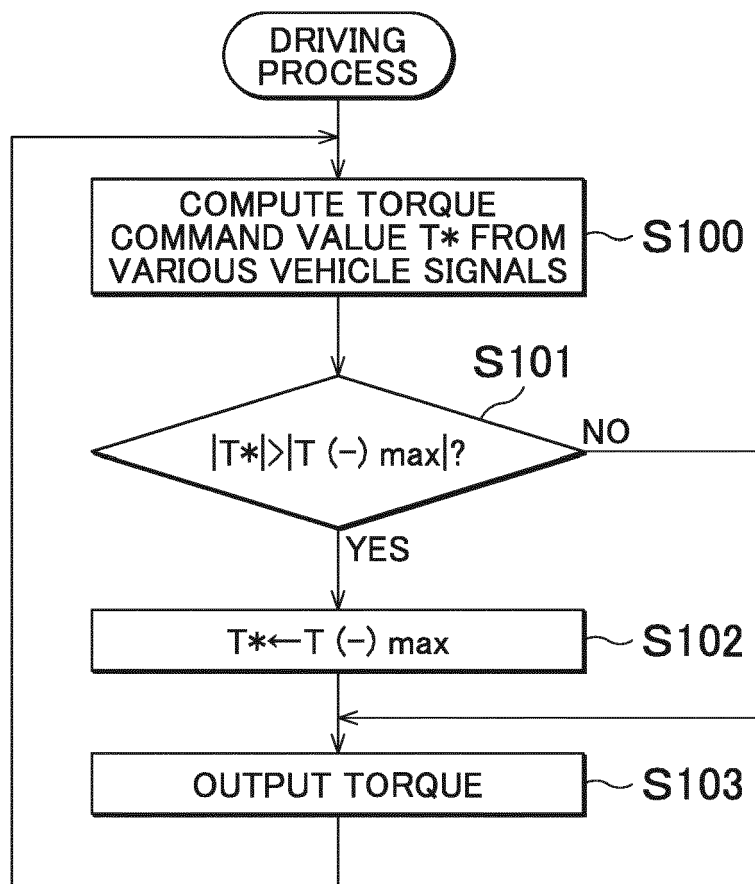 DRIVING
PROCESS
COMPUTE TORQUE
COMMAND VALUE T* FROM
VARIOUS VEHICLE SIGNALS
S100
S101
|T*|>|T (−) max|?
NO
YES
T*←T (−) max
S102
OUTPUT TORQUE
S103